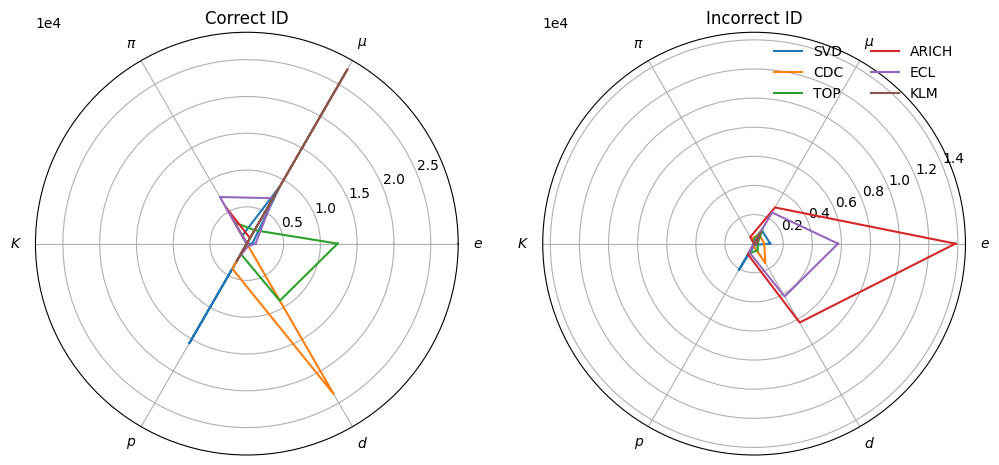 Correct ID
1e4
e
μ
π
K
p
d
0.5
1.0
1.5
2.0
2.5
Incorrect ID
1e4
e
μ
π
K
p
d
0.2
0.4
0.6
0.8
1.0
1.2
1.4
SVD
CDC
TOP
ARICH
ECL
KLM